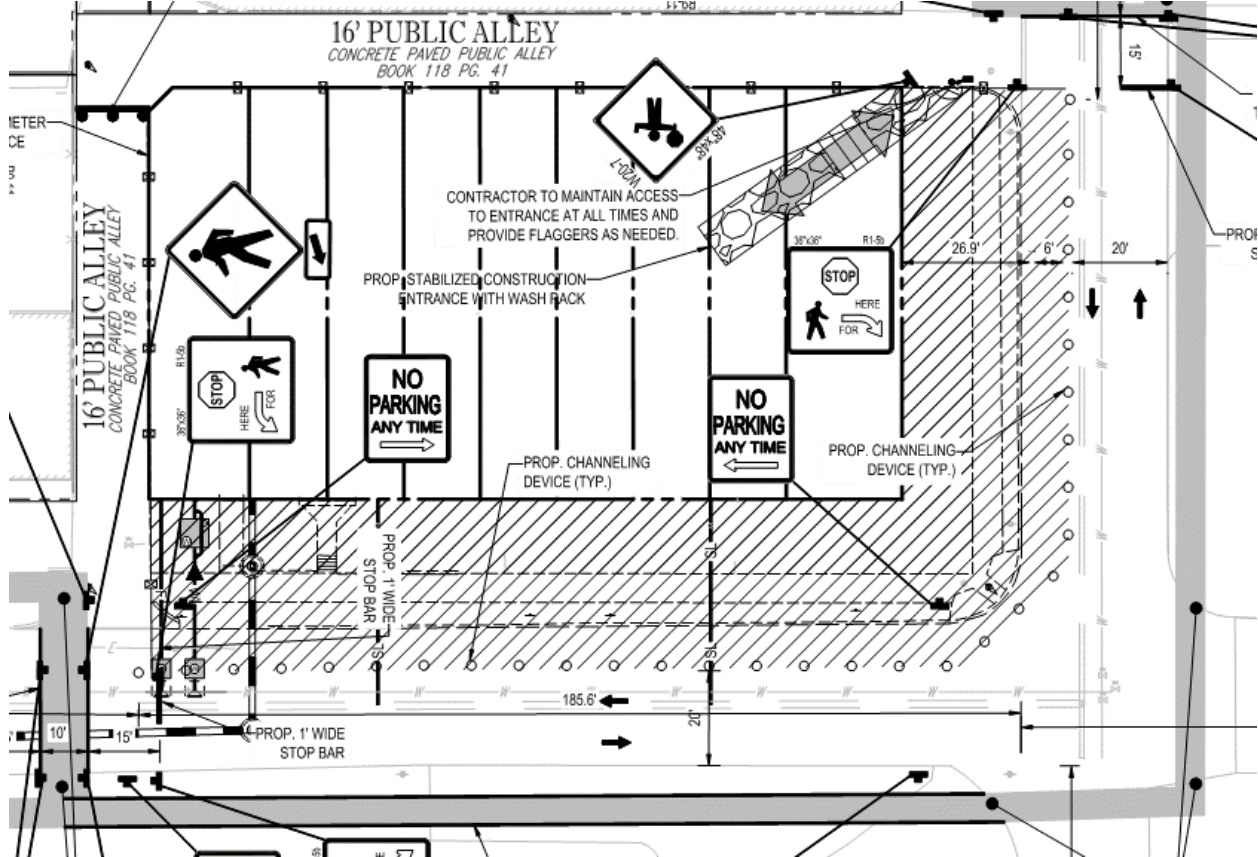 R9-11
16' PUBLIC ALLEY
CONCRETE PAVED PUBLIC ALLEY
BOOK 118 PG. 41
15'
48"x48"
W20-7
CONTRACTOR TO MAINTAIN ACCESS
TO ENTRANCE AT ALL TIMES AND
PROVIDE FLAGGERS AS NEEDED.
16' PUBLIC ALLEY
CONCRETE PAVED PUBLIC ALLEY
BOOK 118 PG. 41
PROP. STABILIZED CONSTRUCTION
ENTRANCE WITH WASH RACK
36"x36"
R1-5b
STOP
HERE
FOR
26.9'
6'
20'
R1-5b
36"x36"
STOP
HERE
FOR
NO
PARKING
ANY TIME
NO
PARKING
ANY TIME
PROP. CHANNELING
DEVICE (TYP.)
PROP. CHANNELING
DEVICE (TYP.)
PROP. 1' WIDE
STOP BAR
SL
SL
SL
E
W
W
W
W
W
W
185.6'
20'
10'
15'
PROP. 1' WIDE
STOP BAR